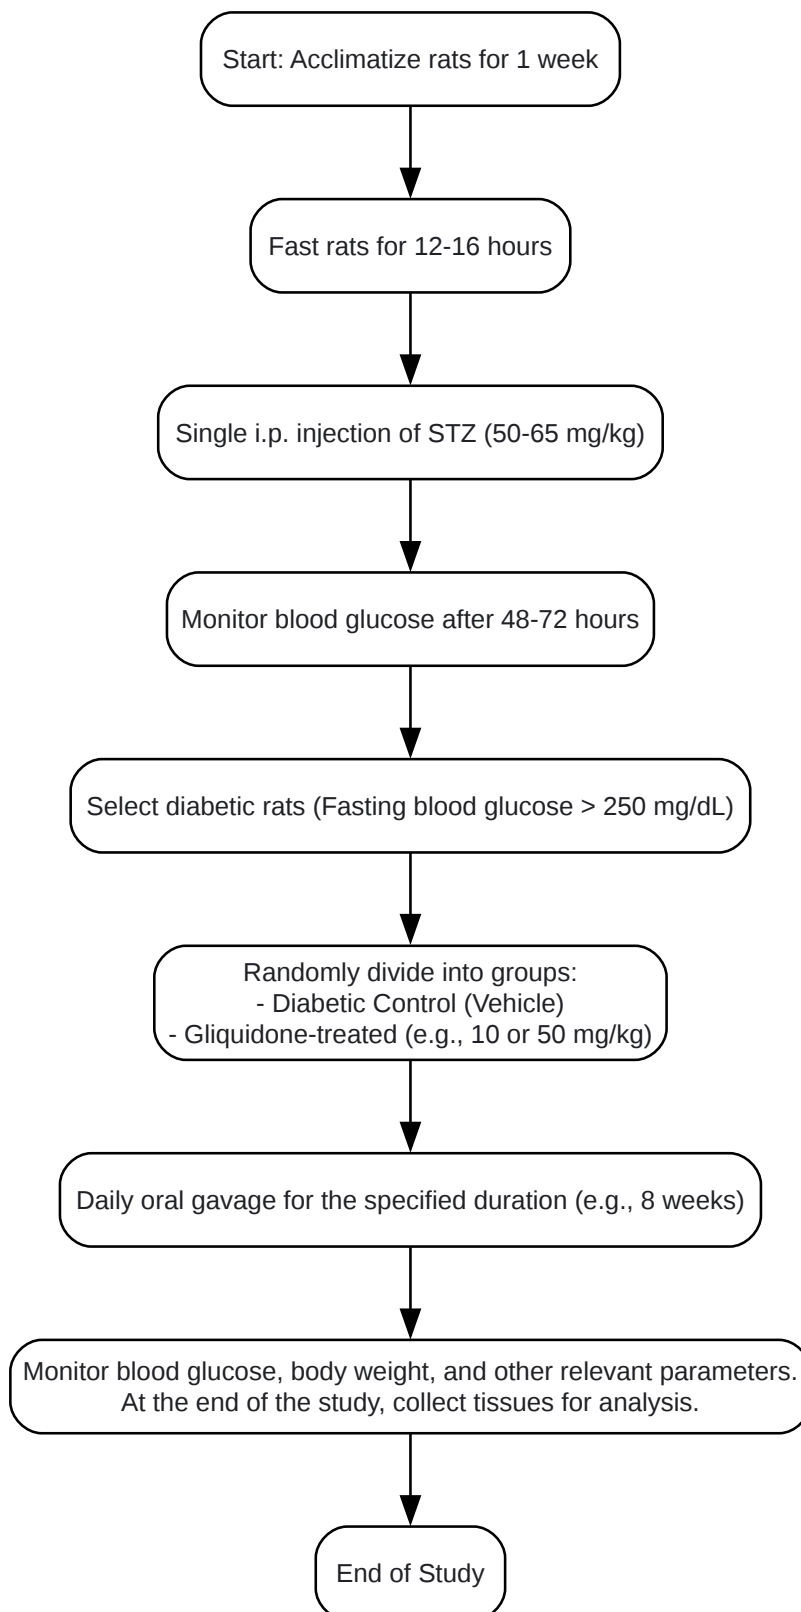 Start: Acclimatize rats for 1 week
Fast rats for 12-16 hours
Single i.p. injection of STZ (50-65 mg/kg)
Monitor blood glucose after 48-72 hours
Select diabetic rats (Fasting blood glucose > 250 mg/dL)
Randomly divide into groups:
- Diabetic Control (Vehicle)
- Gliquidone-treated (e.g., 10 or 50 mg/kg)
Daily oral gavage for the specified duration (e.g., 8 weeks)
Monitor blood glucose, body weight, and other relevant parameters.
At the end of the study, collect tissues for analysis.
End of Study